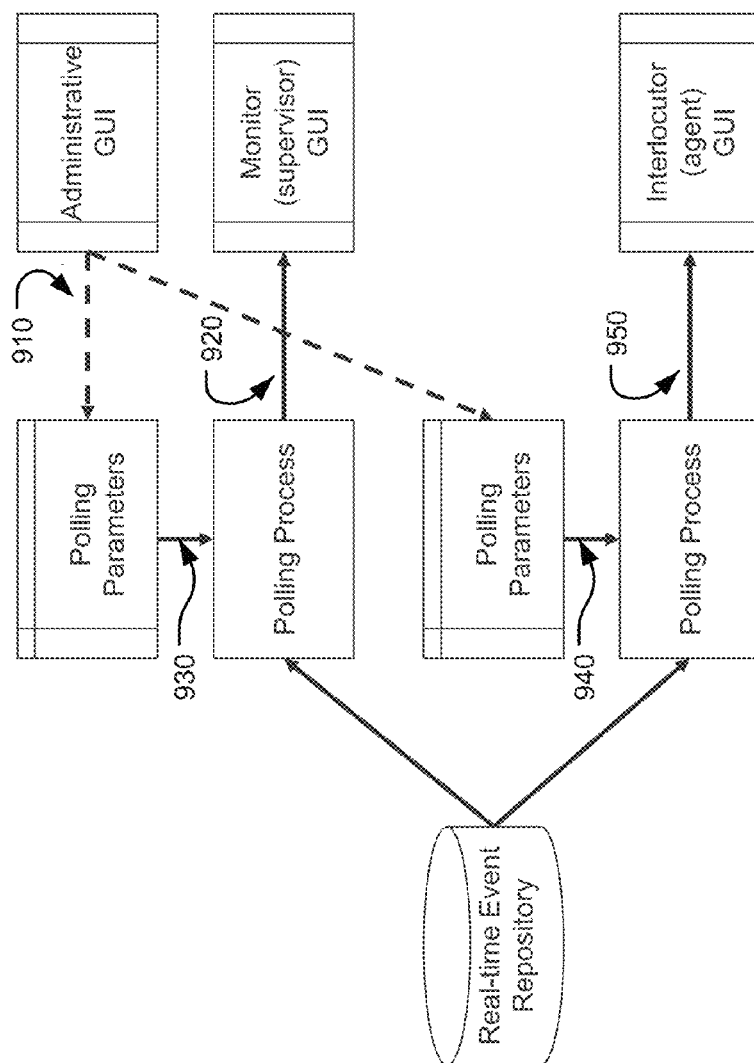 Administrative
GUI
910
Polling
Parameters
930
Monitor
(supervisor)
GUI
920
Polling Process
Polling
Parameters
940
Interlocutor
(agent)
GUI
950
Polling Process
Real-time Event
Repository